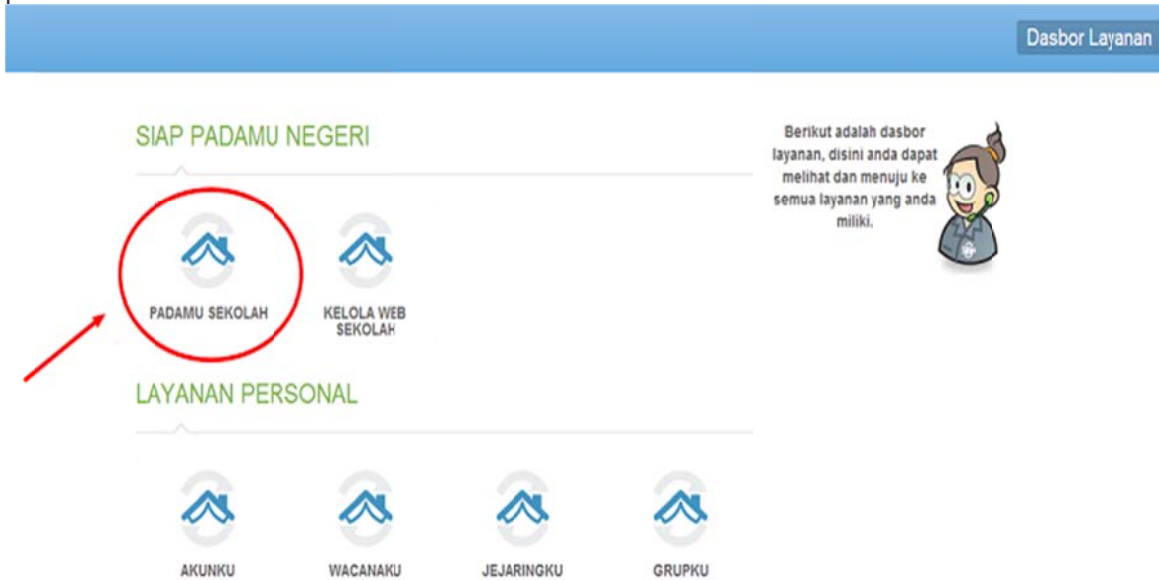 Dasbor Layanan
SIAP PADAMU NEGERI
Berikut adalah dasbor
layanan, disini anda dapat
melihat dan menuju ke
semua layanan yang anda
miliki.
PADAMU SEKOLAH
KELOLA WEB
SEKOLAH
LAYANAN PERSONAL
AKUNKU
WACANAKU
JEJARINGKU
GRUPKU